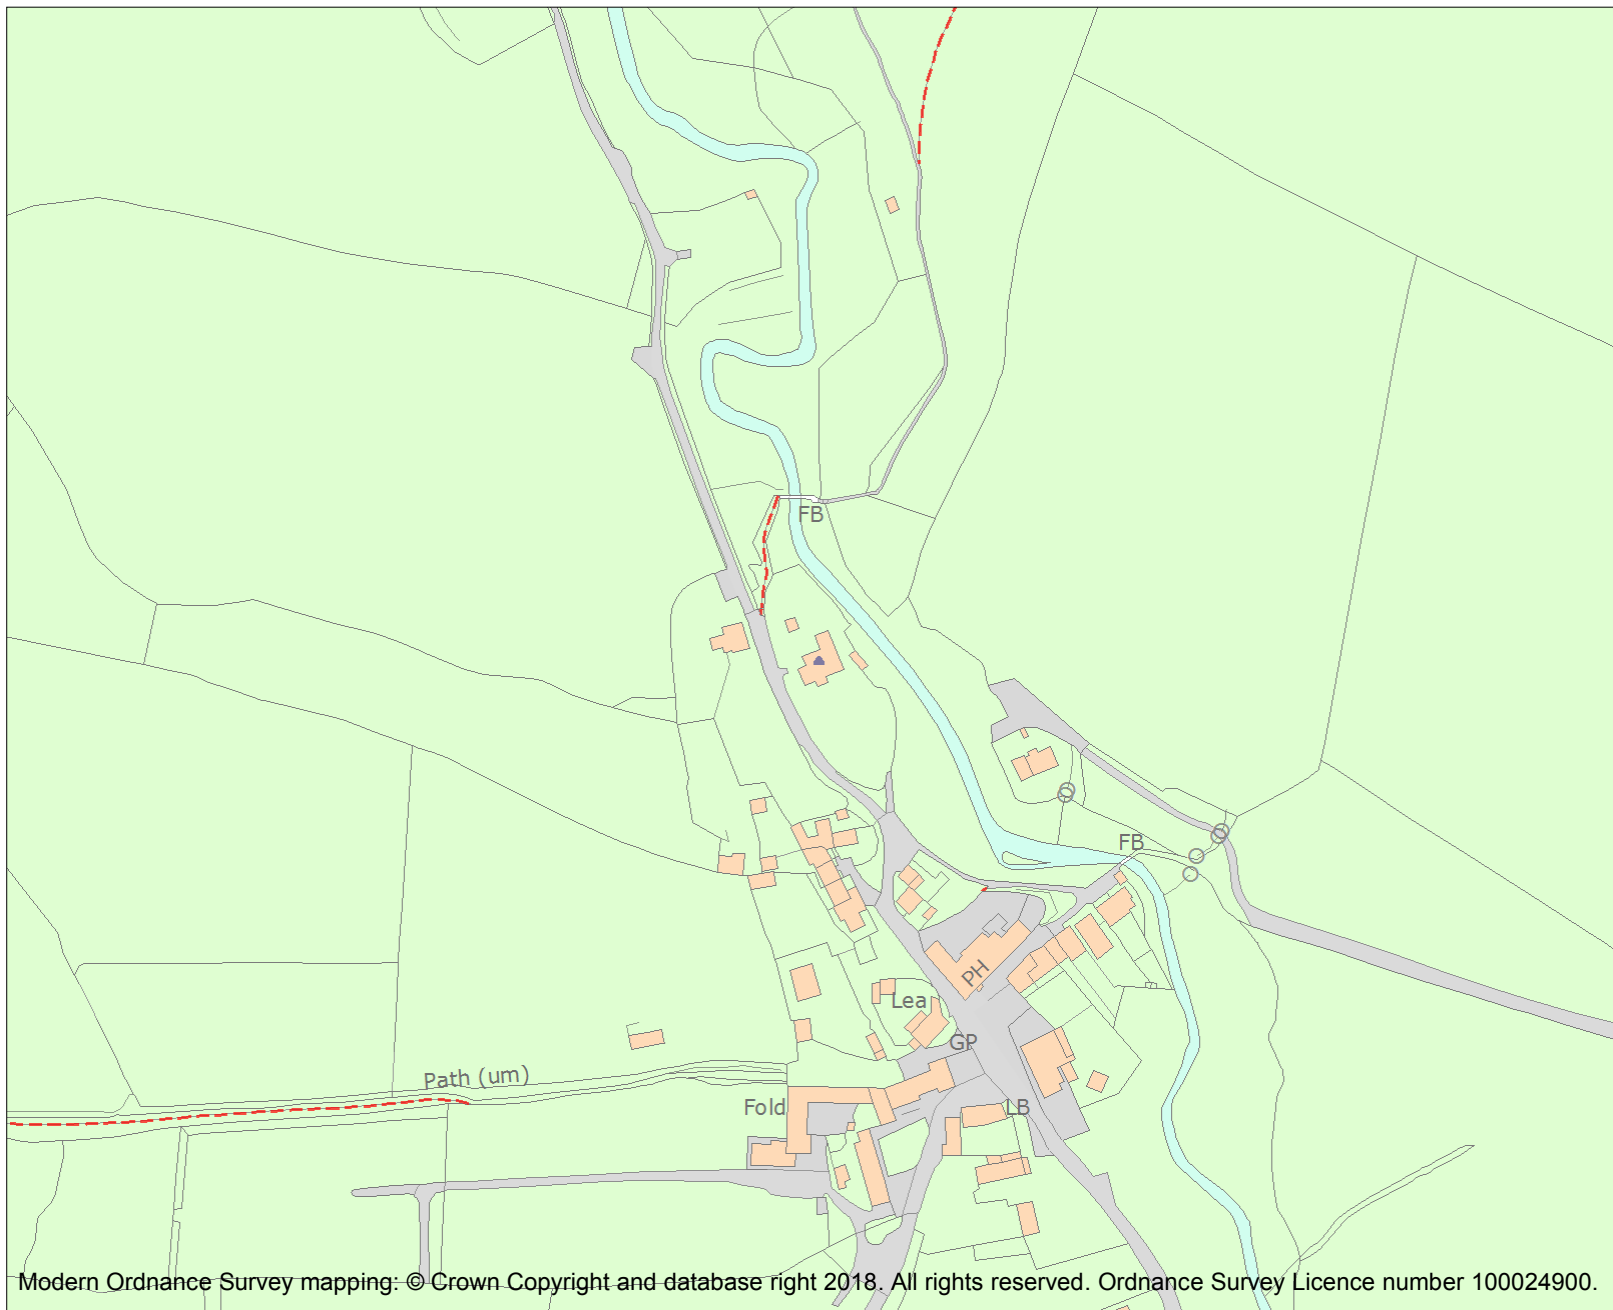 FB
FB
PH
Lea
GP
Path (um)
Fold
LB
Modern Ordnance Survey mapping: © Crown Copyright and database right 2018. All rights reserved. Ordnance Survey Licence number 100024900.